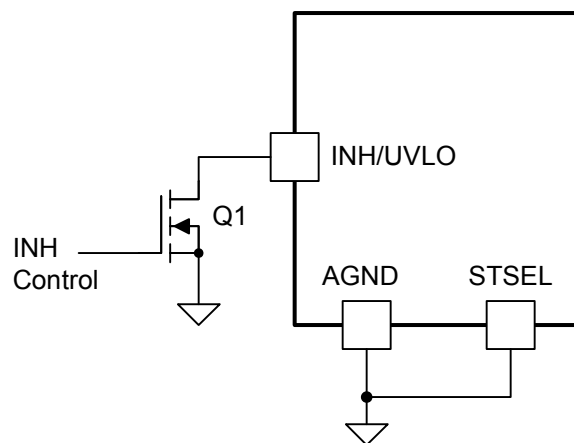 INH/UVLO
Q1
INH
Control
AGND
STSEL